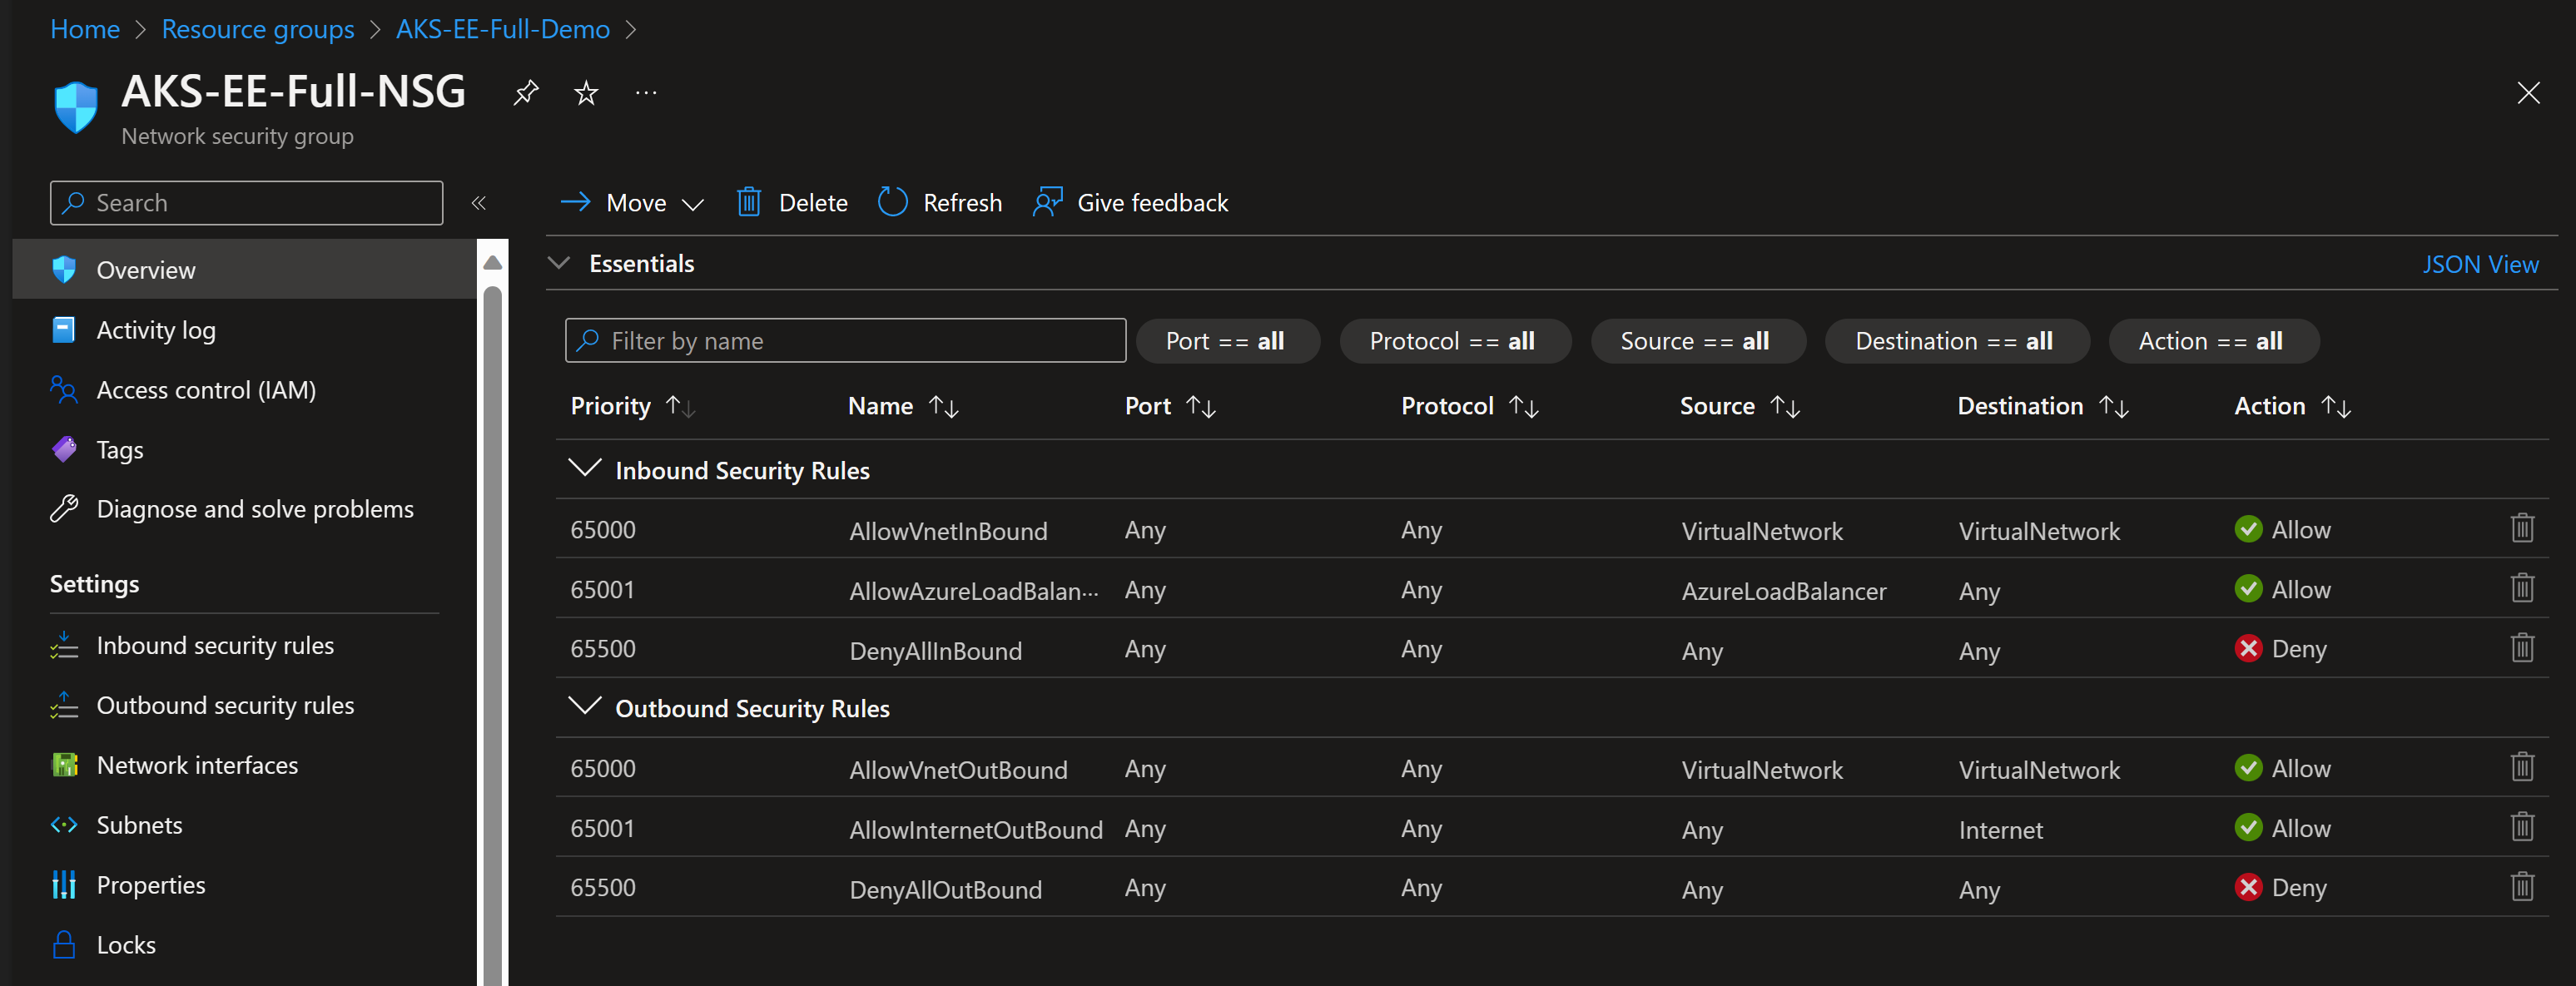 Home > Resource groups > AKS-EE-Full-Demo >
AKS-EE-Full-NSG
Network security group
Search
Move Delete Refresh Give feedback
Overview
Activity log
Access control (IAM)
Tags
Diagnose and solve problems
Settings
Inbound security rules
Outbound security rules
Network interfaces
Subnets
Properties
Locks
Essentials JSON View
Filter by name Port == all Protocol == all Source == all Destination == all Action == all
Priority Name Port Protocol Source Destination Action
Inbound Security Rules
65000 AllowVnetInBound Any Any VirtualNetwork VirtualNetwork Allow
65001 AllowAzureLoadBalan··· Any Any AzureLoadBalancer Any Allow
65500 DenyAllInBound Any Any Any Any Deny
Outbound Security Rules
65000 AllowVnetOutBound Any Any VirtualNetwork VirtualNetwork Allow
65001 AllowInternetOutBound Any Any Any Internet Allow
65500 DenyAllOutBound Any Any Any Any Deny